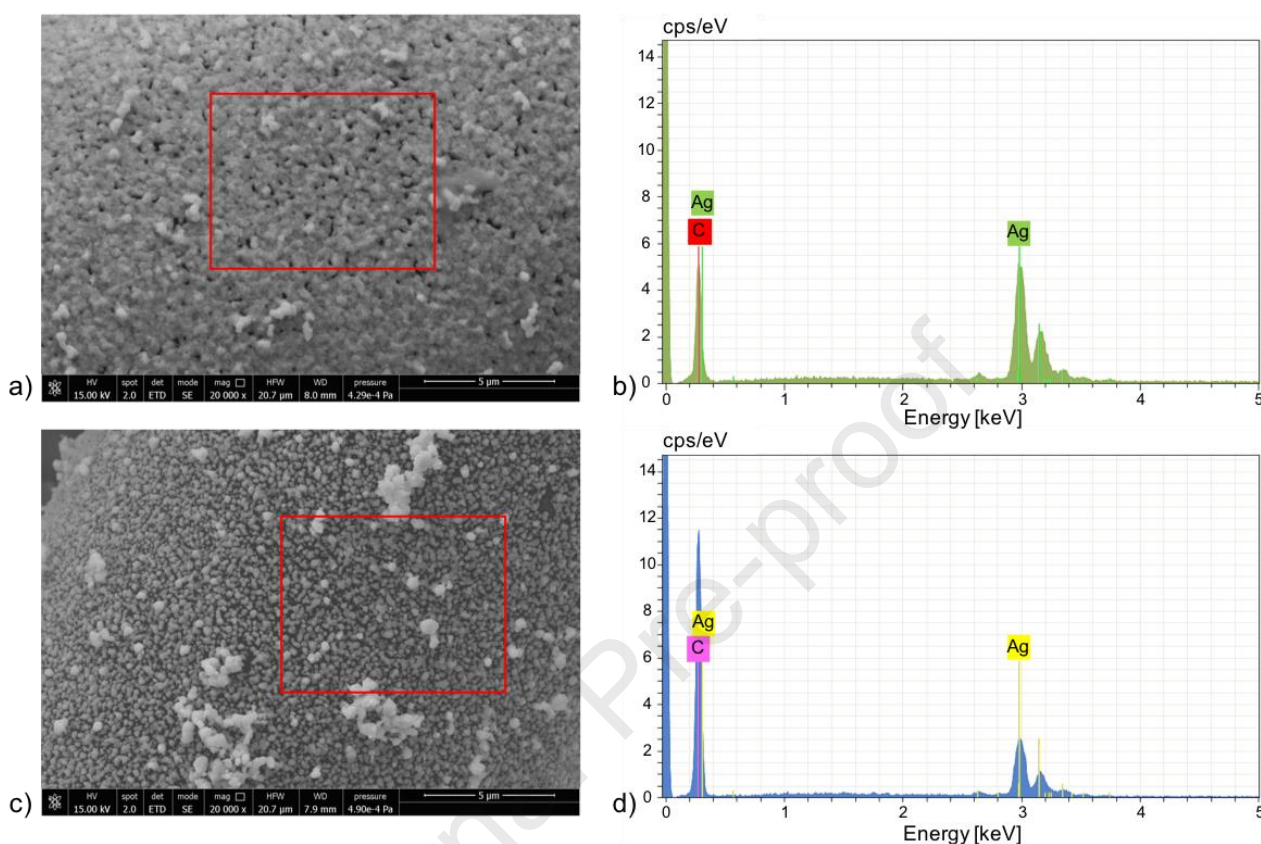 a)
HV spot det mode mag HFW WD pressure
15.00 kV 2.0 ETD SE 20 000 x 20.7 µm 8.0 mm 4.29e-4 Pa
5 µm
b)
cps/eV
14
12
10
8
6
4
2
0
Ag
C
Ag
0 1 2 3 4 5
Energy [keV]
c)
HV spot det mode mag HFW WD pressure
15.00 kV 2.0 ETD SE 20 000 x 20.7 µm 7.9 mm 4.90e-4 Pa
5 µm
d)
cps/eV
14
12
10
8
6
4
2
0
Ag
C
Ag
0 1 2 3 4 5
Energy [keV]
nal Pre-proof